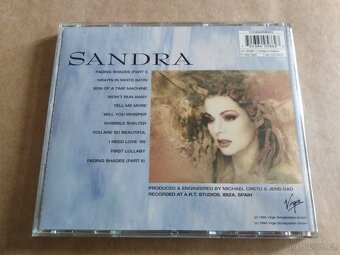 SANDRA
FADING SHADES (PART I)
NIGHTS IN WHITE SATIN
SON OF A TIME MACHINE
WON'T RUN AWAY
TELL ME MORE
WILL YOU WHISPER
INVISIBLE SHELTER
YOU ARE SO BEAUTIFUL
I NEED LOVE '95
FIRST LULLABY
FADING SHADES (PART II)
PRODUCED & ENGINEERED BY MICHAEL CRETU & JENS GAD
RECORDED AT A.R.T. STUDIOS, IBIZA, SPAIN
Virgin